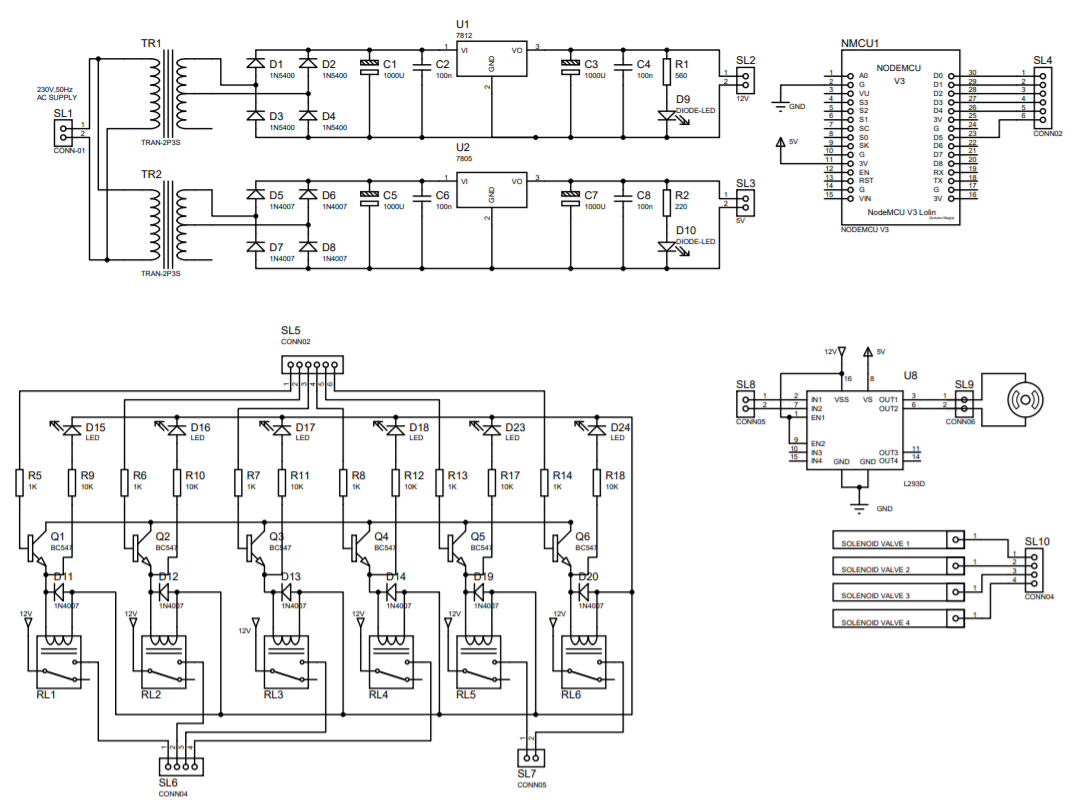 TR1
TRAN-2P3S
230V,50Hz
AC SUPPLY
SL1
1
2
CONN-01
D1
1N5400
D2
1N5400
D3
1N5400
D4
1N5400
C1
1000U
C2
100n
U1
7812
1 VI VO 3
GND
2
C3
1000U
C4
100n
R1
560
D9
DIODE-LED
SL2
1
2
12V
TR2
TRAN-2P3S
D5
1N4007
D6
1N4007
D7
1N4007
D8
1N4007
C5
1000U
C6
100n
U2
7805
1 VI VO 3
GND
2
C7
1000U
C8
100n
R2
220
D10
DIODE-LED
SL3
1
2
5V
NMCU1
NODEMCU
V3
1 A0 D0 30
2 G D1 29
3 VU D2 28
4 S3 D3 27
5 S2 D4 26
6 S1 3V 25
7 SC G 24
8 S0 D5 23
9 SK D6 22
10 G D7 21
11 3V D8 20
12 EN RX 19
13 RST TX 18
14 G G 17
15 VIN 3V 16
NodeMCU V3 Lolin
(Arduino Magix)
NODEMCU V3
GND
5V
SL4
1
2
3
4
5
6
CONN02
SL5
CONN02
1 2 3 4 5 6
D15
LED
D16
LED
D17
LED
D18
LED
D23
LED
D24
LED
R5
1K
R9
10K
R6
1K
R10
10K
R7
1K
R11
10K
R8
1K
R12
10K
R13
1K
R17
10K
R14
1K
R18
10K
Q1
BC547
Q2
BC547
Q3
BC547
Q4
BC547
Q5
BC547
Q6
BC547
D11
1N4007
D12
1N4007
D13
1N4007
D14
1N4007
D19
1N4007
D20
1N4007
12V
12V
12V
12V
12V
12V
RL1
RL2
RL3
RL4
RL5
RL6
1 2 3 4
SL6
CONN04
1 2
SL7
CONN05
SL8
1
2
CONN05
12V
5V
16
8
U8
2 IN1 VSS VS OUT1 3
7 IN2 OUT2 6
1 EN1
9 EN2
10 IN3 OUT3 11
15 IN4 GND GND OUT4 14
L293D
GND
SL9
1
2
CONN06
SOLENOID VALVE 1
1
SOLENOID VALVE 2
1
SOLENOID VALVE 3
1
SOLENOID VALVE 4
1
SL10
1
2
3
4
CONN04